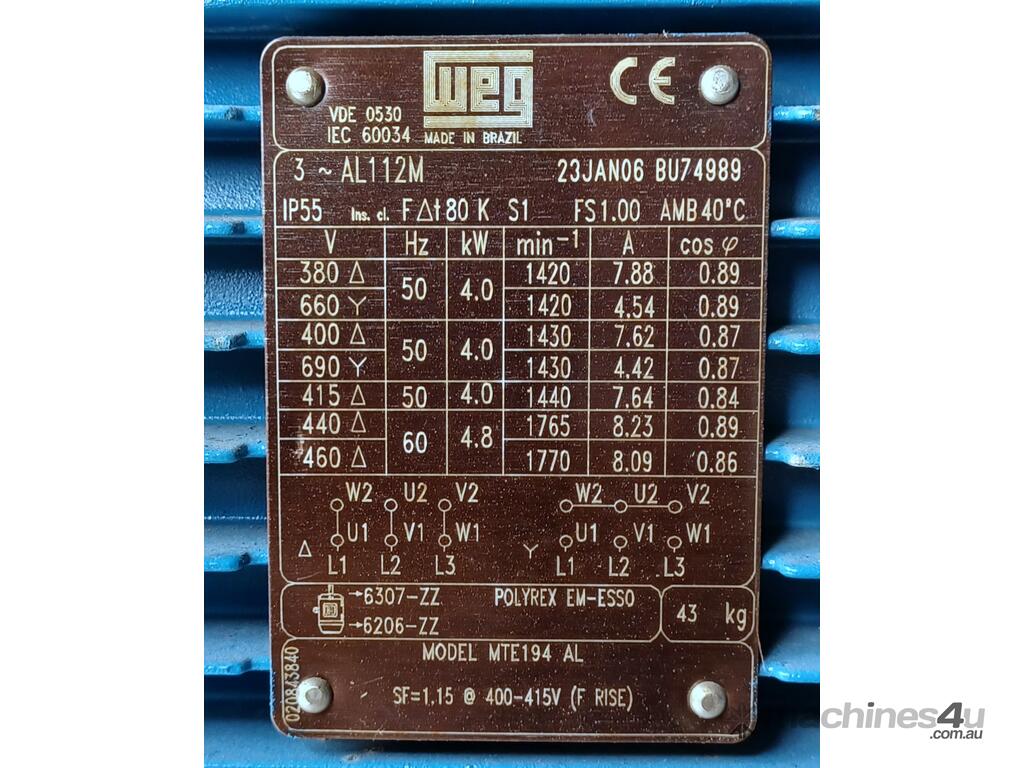 WEG
CE
VDE 0530
IEC 60034 MADE IN BRAZIL
3 ~ AL112M 23JAN06 BU74989
IP55 Ins. cl. F Δt 80 K S1 FS1.00 AMB40°C
V Hz kW min⁻¹ A cos φ
380 Δ 50 4.0 1420 7.88 0.89
660 Y 1420 4.54 0.89
400 Δ 50 4.0 1430 7.62 0.87
690 Y 1430 4.42 0.87
415 Δ 50 4.0 1440 7.64 0.84
440 Δ 60 4.8 1765 8.23 0.89
460 Δ 1770 8.09 0.86
W2 U2 V2 W2 U2 V2
U1 V1 W1 U1 V1 W1
Δ Y
L1 L2 L3 L1 L2 L3
→6307-ZZ POLYREX EM-ESSO 43 kg
→6206-ZZ
MODEL MTE194 AL
SF=1.15 @ 400-415V (F RISE)
020843840
machines4u
.com.au